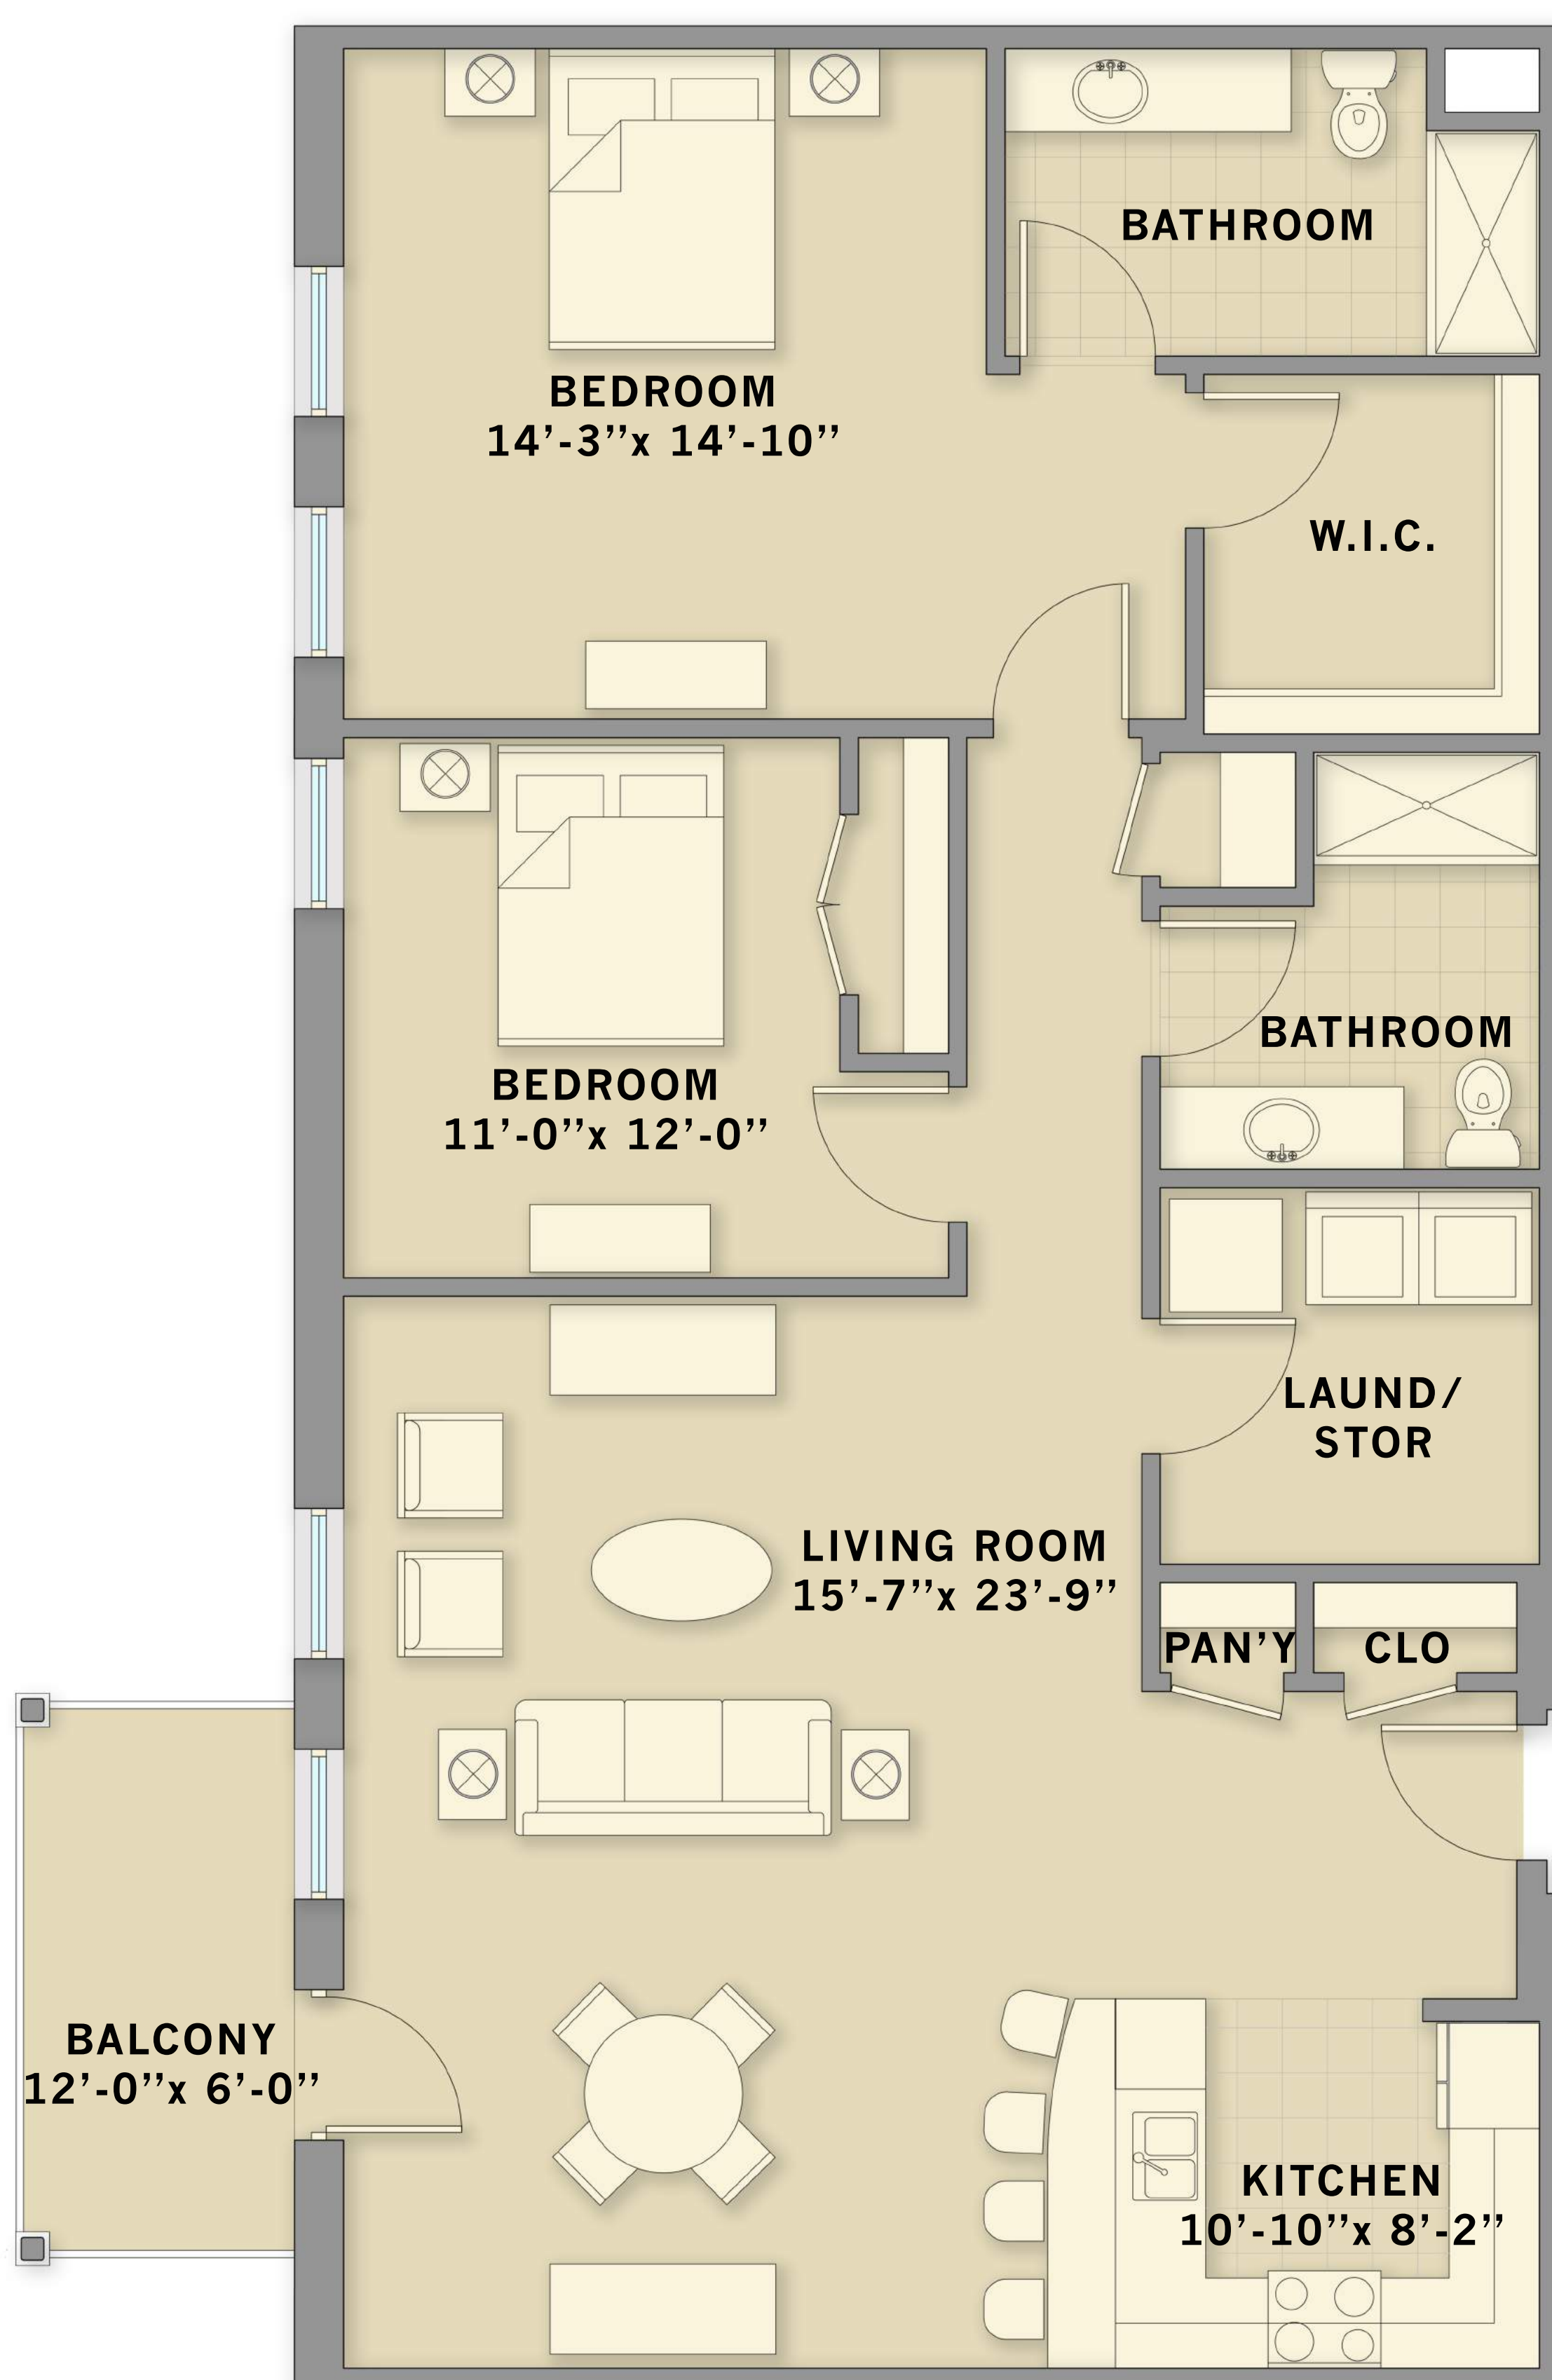 BATHROOM
BEDROOM
14’-3”x 14’-10”
W.I.C.
BATHROOM
BEDROOM
11’-0”x 12’-0”
LAUND/
STOR
LIVING ROOM
15’-7”x 23’-9”
PAN’Y
CLO
BALCONY
12’-0”x 6’-0”
KITCHEN
10’-10”x 8’-2”